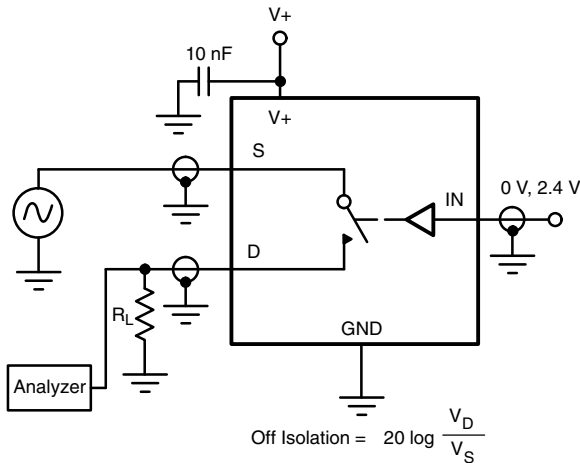 V+
10 nF
V+
S
0 V, 2.4 V
IN
D
R_L
GND
Analyzer
Off Isolation = 20 log V_D / V_S